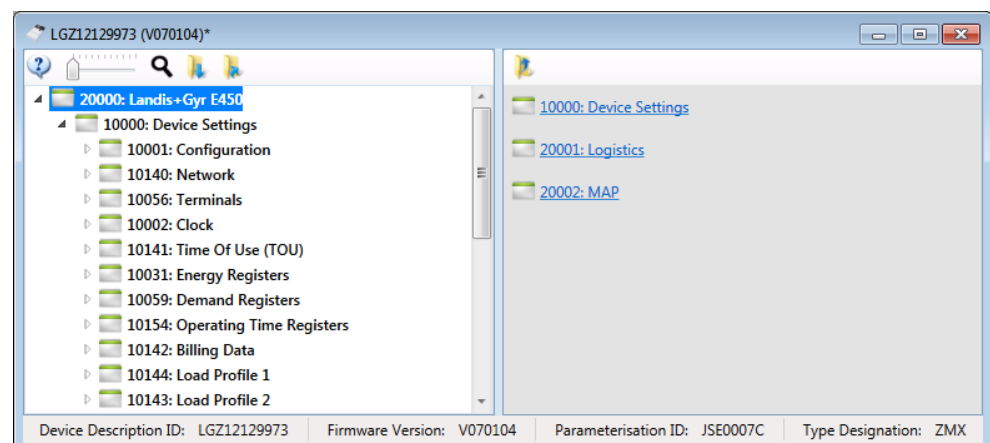 LGZ12129973 (V070104)*
20000: Landis+Gyr E450
10000: Device Settings
10001: Configuration
10140: Network
10056: Terminals
10002: Clock
10141: Time Of Use (TOU)
10031: Energy Registers
10059: Demand Registers
10154: Operating Time Registers
10142: Billing Data
10144: Load Profile 1
10143: Load Profile 2
10000: Device Settings
20001: Logistics
20002: MAP
Device Description ID: LGZ12129973 Firmware Version: V070104 Parameterisation ID: JSE0007C Type Designation: ZMX